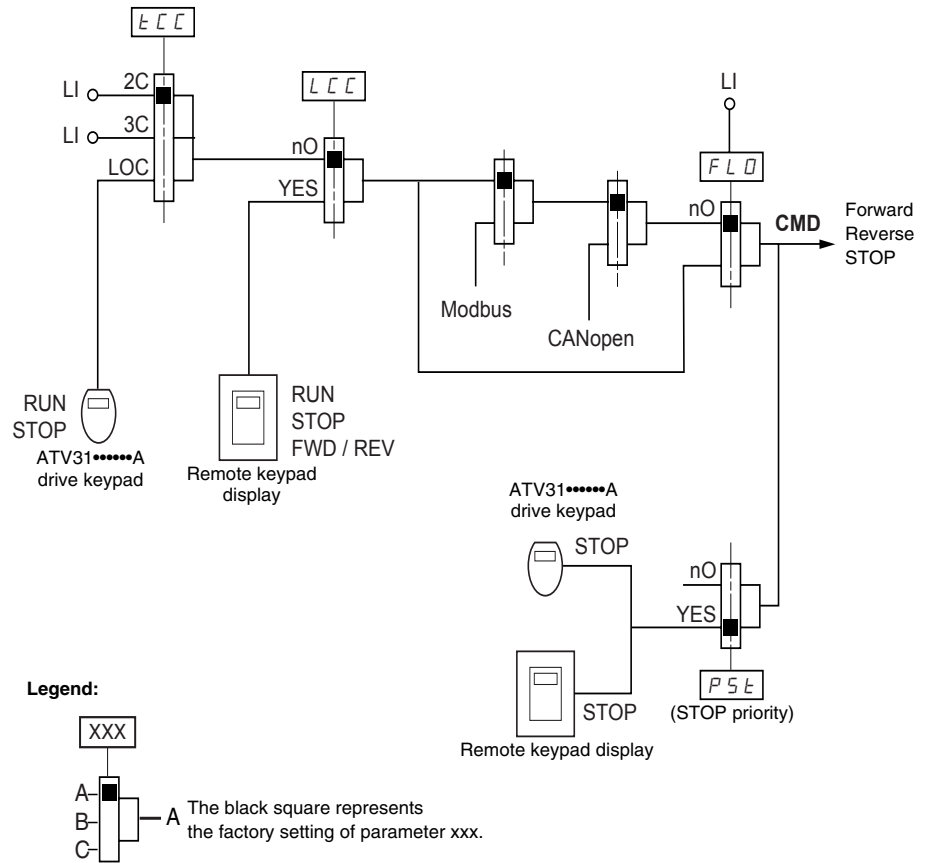 tCC
LI 2C
LI 3C
LOC
LCC
nO
YES
LI
FLO
nO
CMD
Forward
Reverse
STOP
Modbus
CANopen
RUN
STOP
ATV31••••••A
drive keypad
RUN
STOP
FWD / REV
Remote keypad
display
ATV31••••••A
drive keypad
STOP
nO
YES
STOP
PSt
(STOP priority)
Remote keypad display
Legend:
XXX
A
B
C
A
The black square represents
the factory setting of parameter xxx.